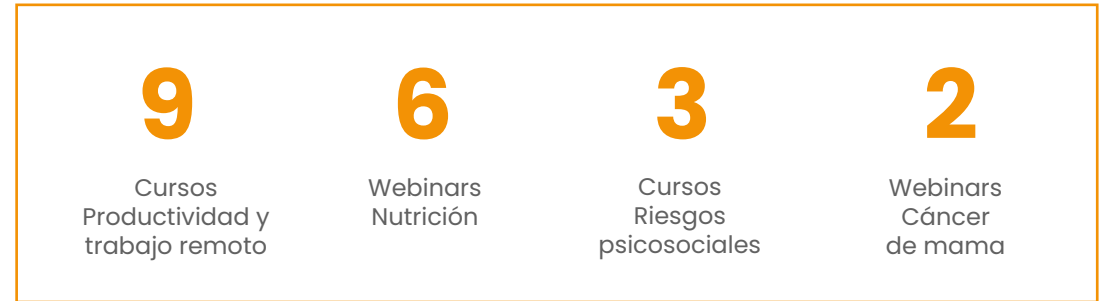 9
Cursos
Productividad y
trabajo remoto
6
Webinars
Nutrición
3
Cursos
Riesgos
psicosociales
2
Webinars
Cáncer
de mama